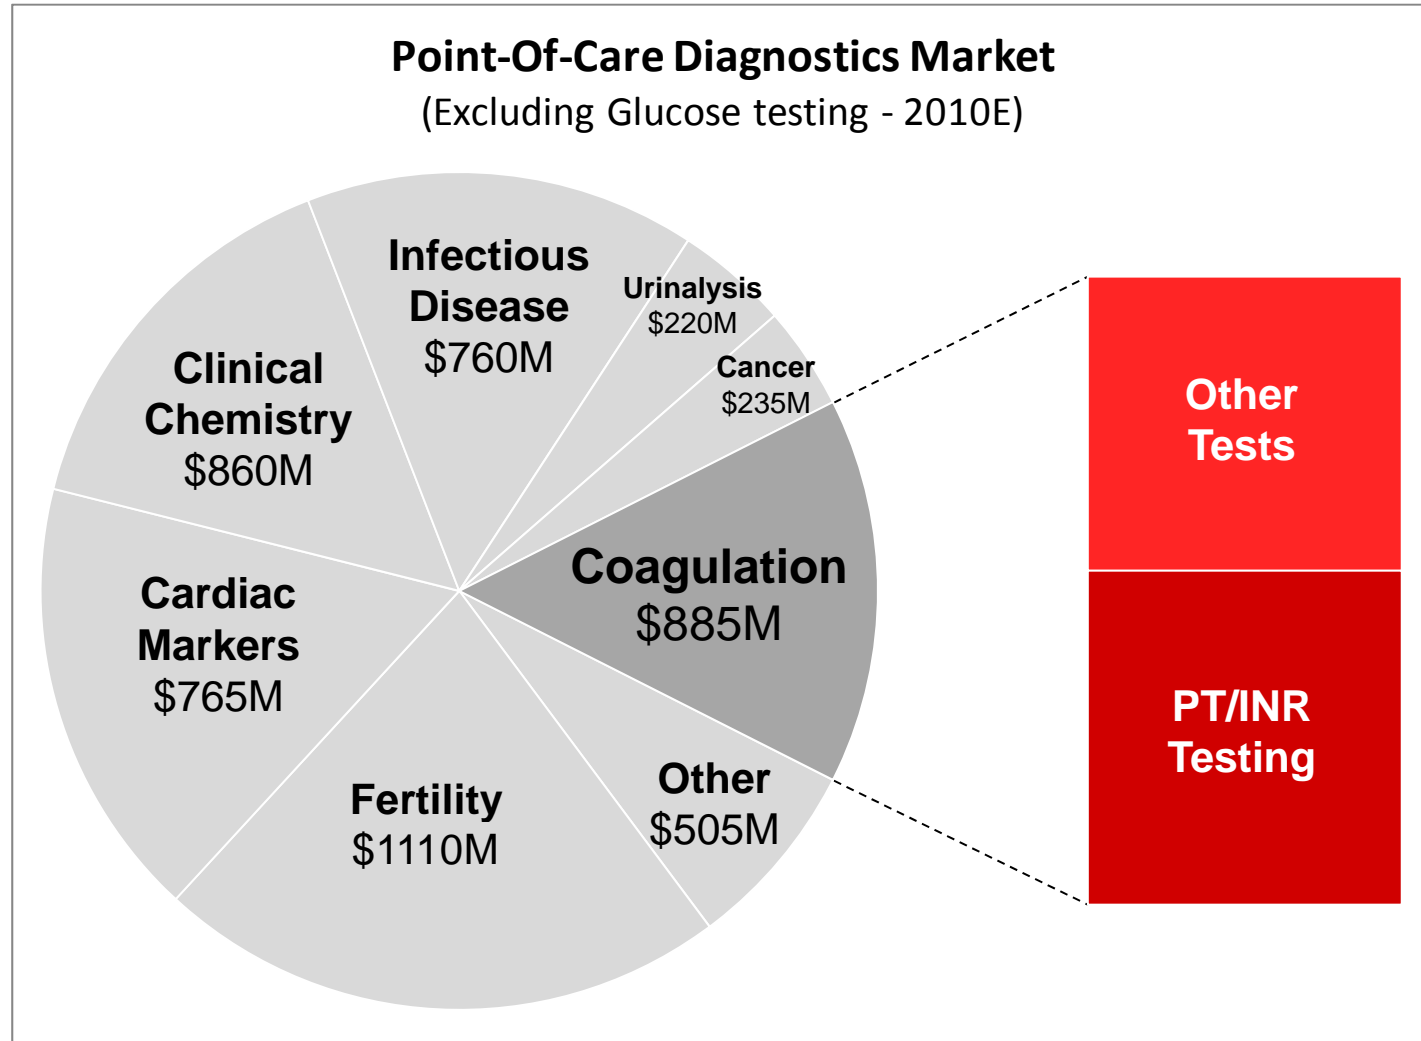 Point-Of-Care Diagnostics Market
(Excluding Glucose testing - 2010E)
Infectious
Disease
$760M
Urinalysis
$220M
Cancer
$235M
Clinical
Chemistry
$860M
Coagulation
$885M
Cardiac
Markers
$765M
Fertility
$1110M
Other
$505M
Other
Tests
PT/INR
Testing